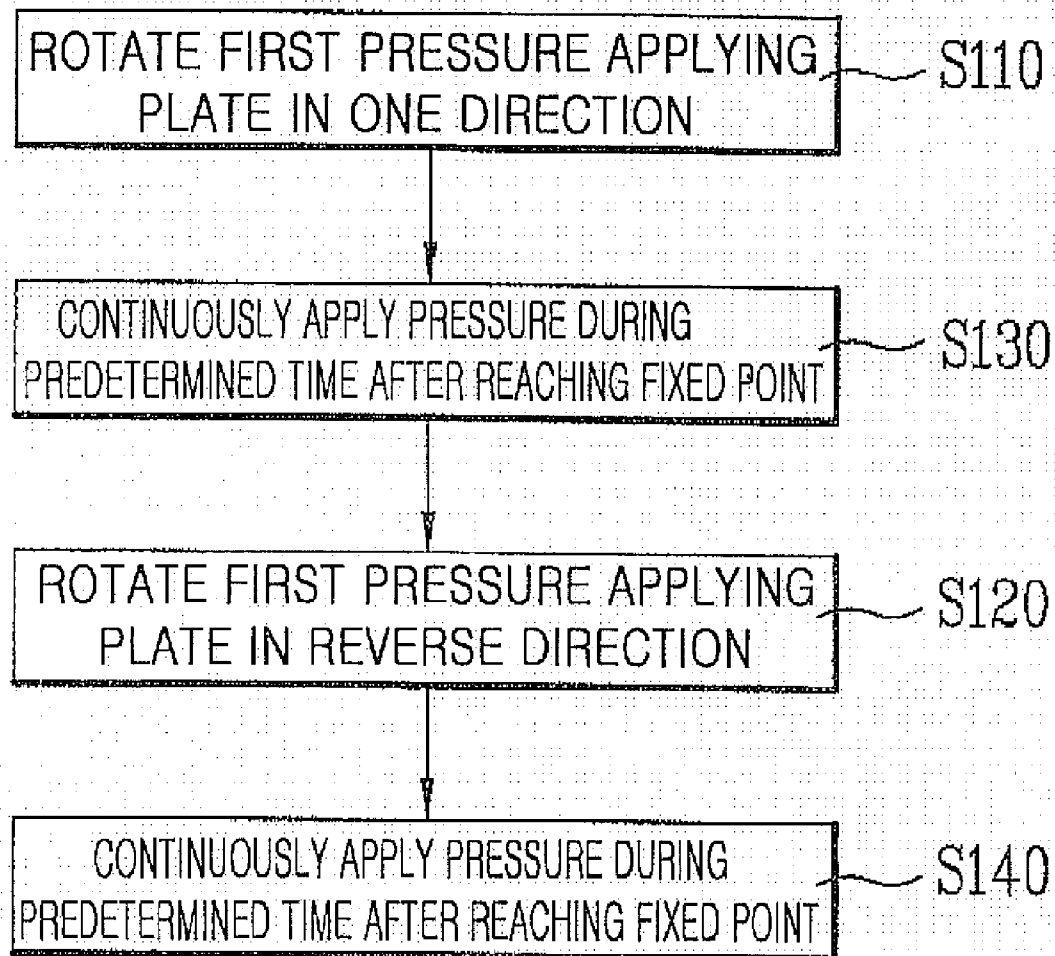 ROTATE FIRST PRESSURE APPLYING
PLATE IN ONE DIRECTION
S110
CONTINUOUSLY APPLY PRESSURE DURING
PREDETERMINED TIME AFTER REACHING FIXED POINT
S130
ROTATE FIRST PRESSURE APPLYING
PLATE IN REVERSE DIRECTION
S120
CONTINUOUSLY APPLY PRESSURE DURING
PREDETERMINED TIME AFTER REACHING FIXED POINT
S140